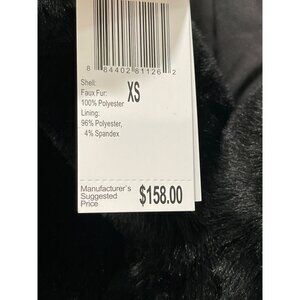 8 84402 61126 2
Shell:
Faux Fur: XS
100% Polyester
Lining:
96% Polyester,
4% Spandex
Manufacturer's
Suggested
Price $158.00